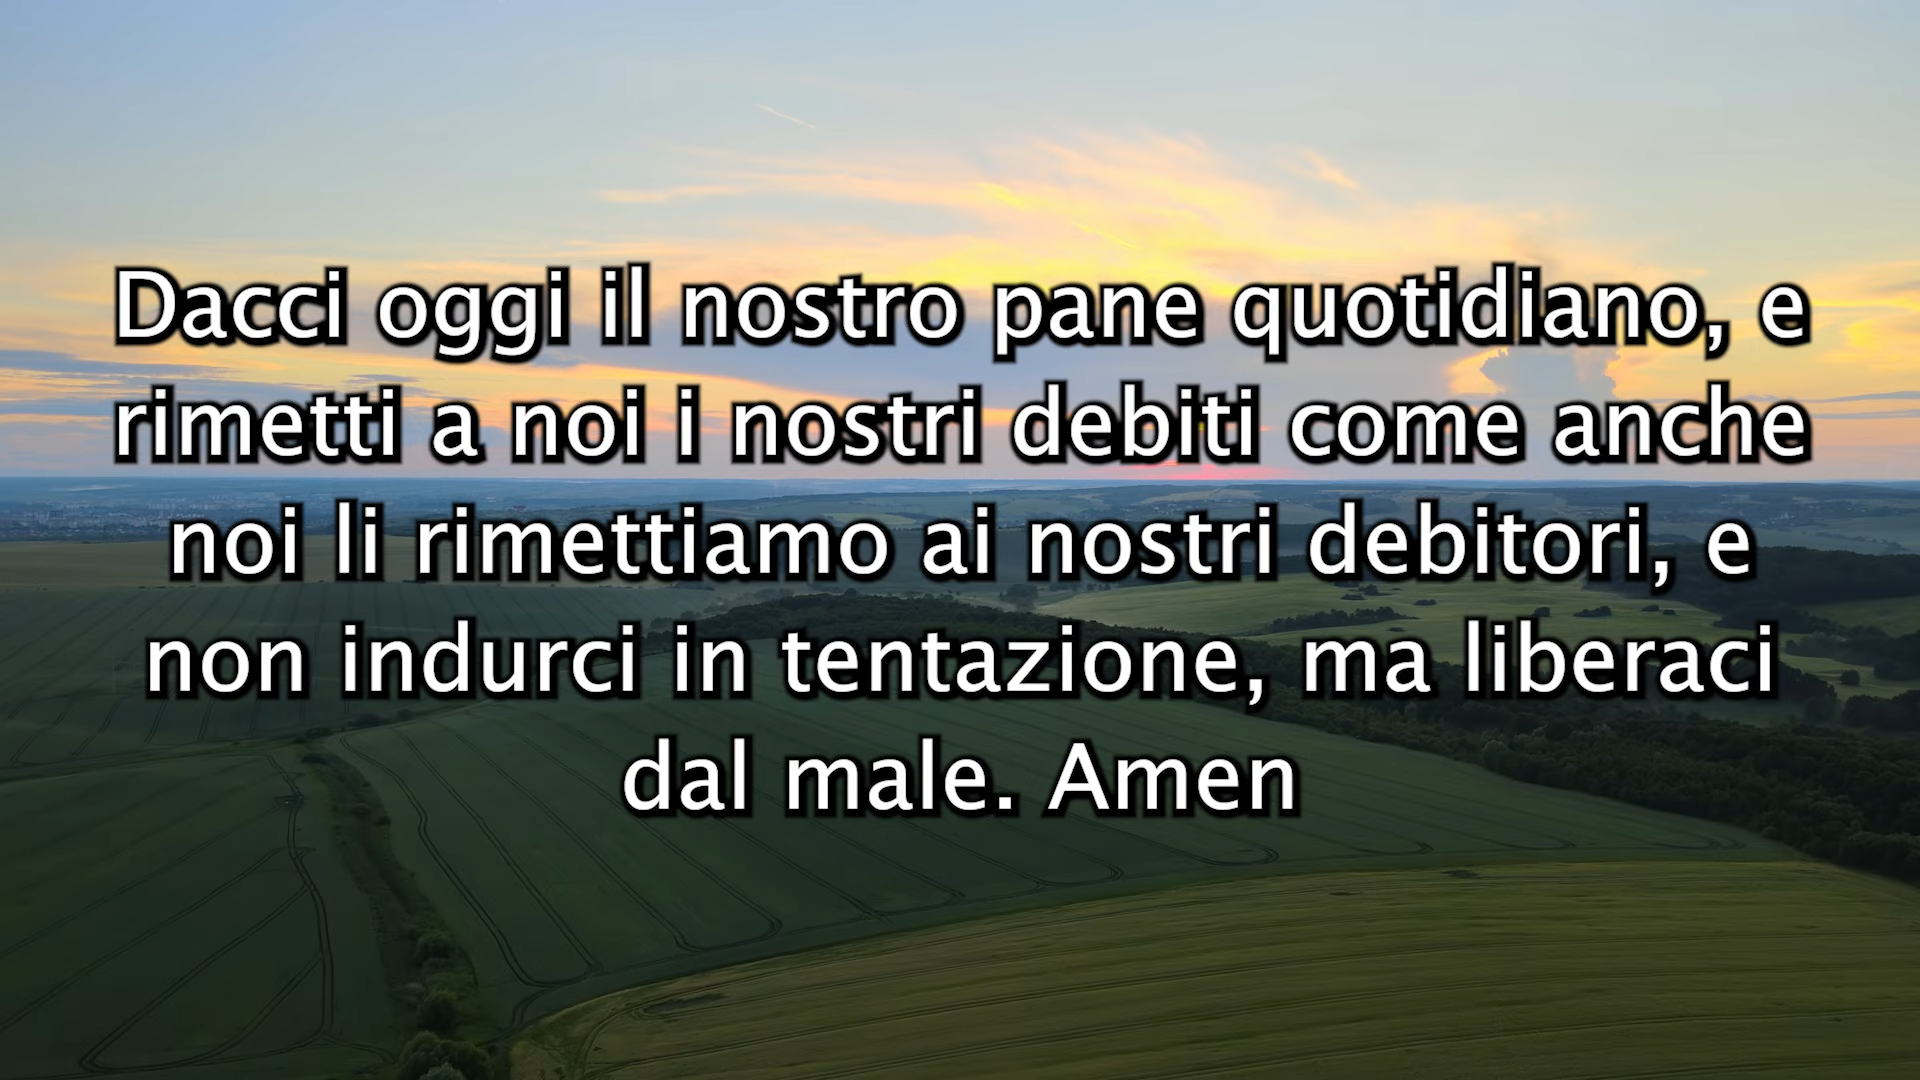 Dacci oggi il nostro pane quotidiano, e
rimetti a noi i nostri debiti come anche
noi li rimettiamo ai nostri debitori, e
non indurci in tentazione, ma liberaci
dal male. Amen